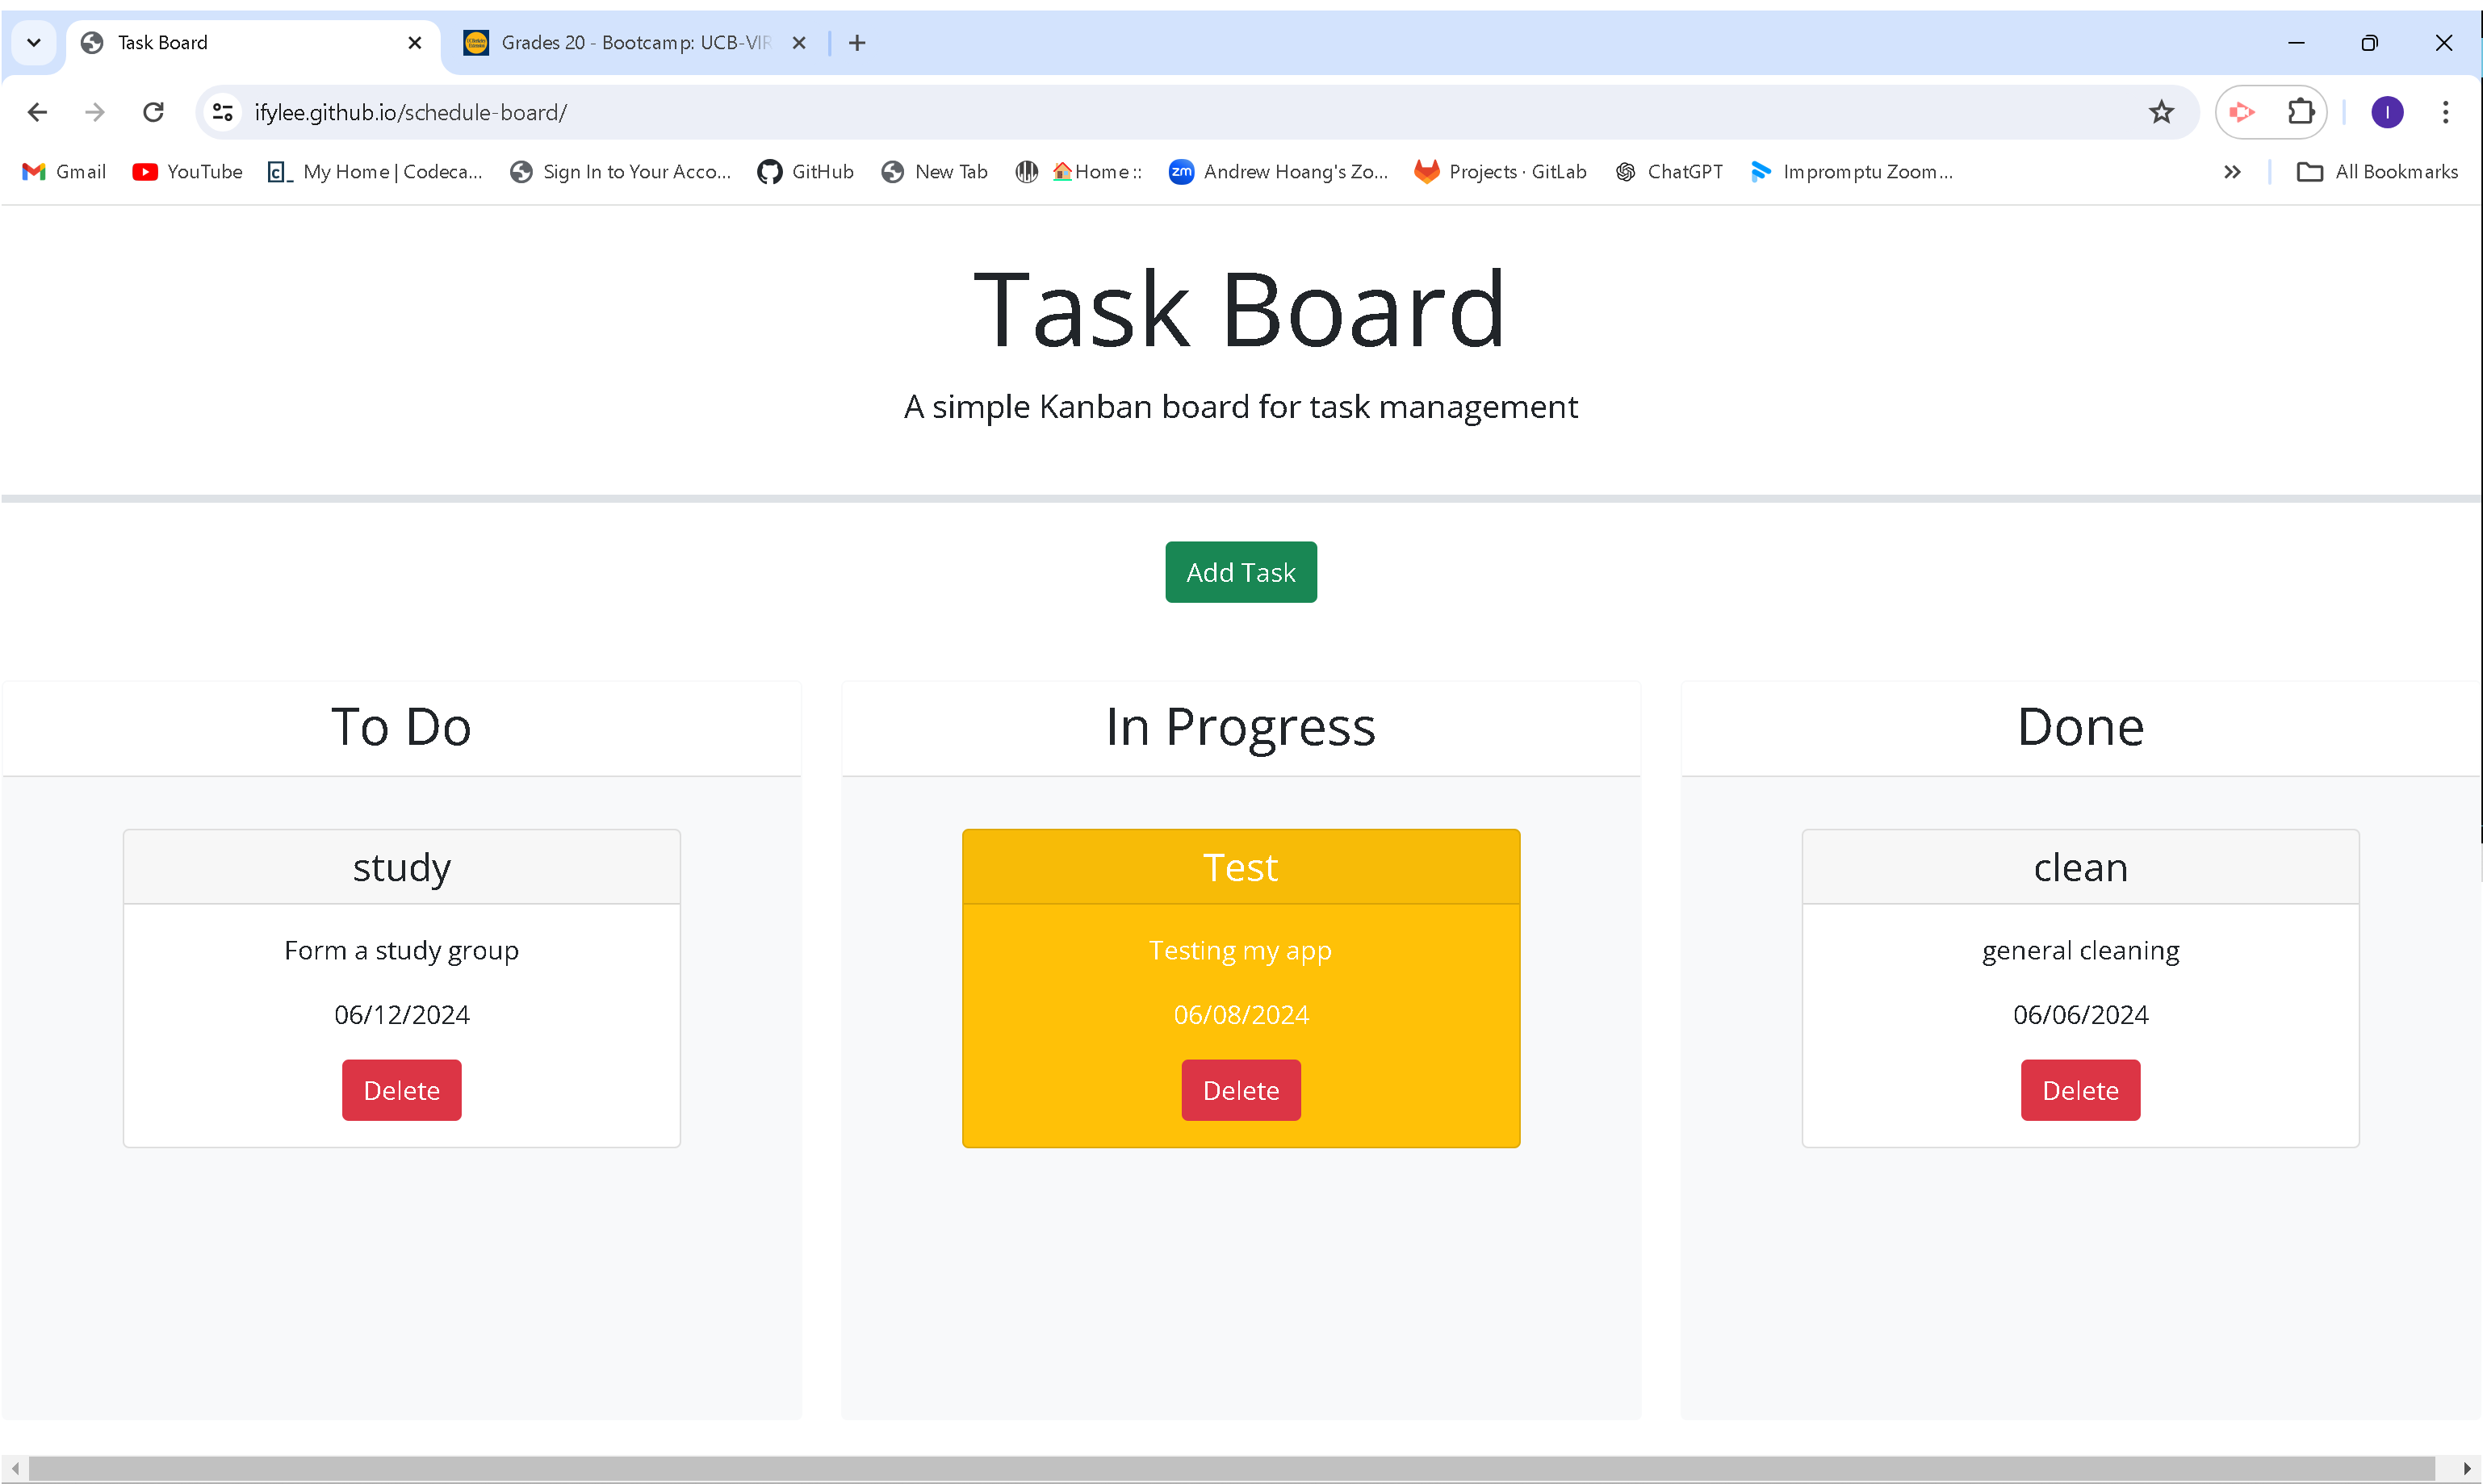 Task Board
Grades 20 - Bootcamp: UCB-VIR
ifylee.github.io/schedule-board/
I
Gmail
YouTube
My Home | Codeca...
Sign In to Your Acco...
GitHub
New Tab
Home ::
zm
Andrew Hoang's Zo...
Projects · GitLab
ChatGPT
Impromptu Zoom...
All Bookmarks
Task Board
A simple Kanban board for task management
Add Task
To Do
study
Form a study group
06/12/2024
Delete
In Progress
Test
Testing my app
06/08/2024
Delete
Done
clean
general cleaning
06/06/2024
Delete